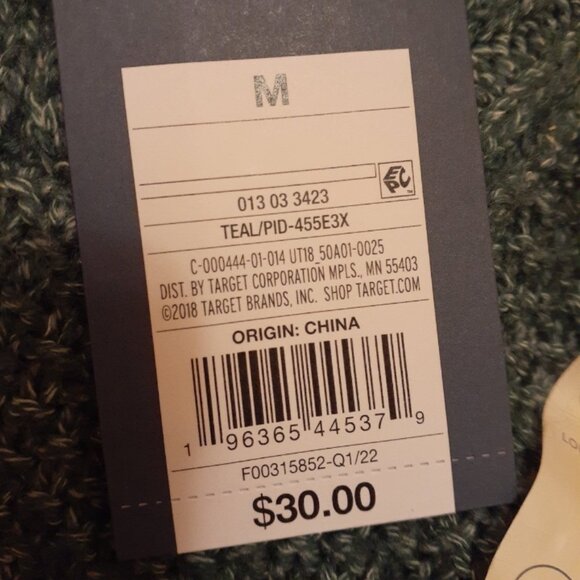 M
EPC
013 03 3423
TEAL/PID-455E3X
C-000444-01-014 UT18_50A01-0025
DIST. BY TARGET CORPORATION MPLS., MN 55403
©2018 TARGET BRANDS, INC. SHOP TARGET.COM
ORIGIN: CHINA
1 96365 44537 9
F00315852-Q1/22
$30.00